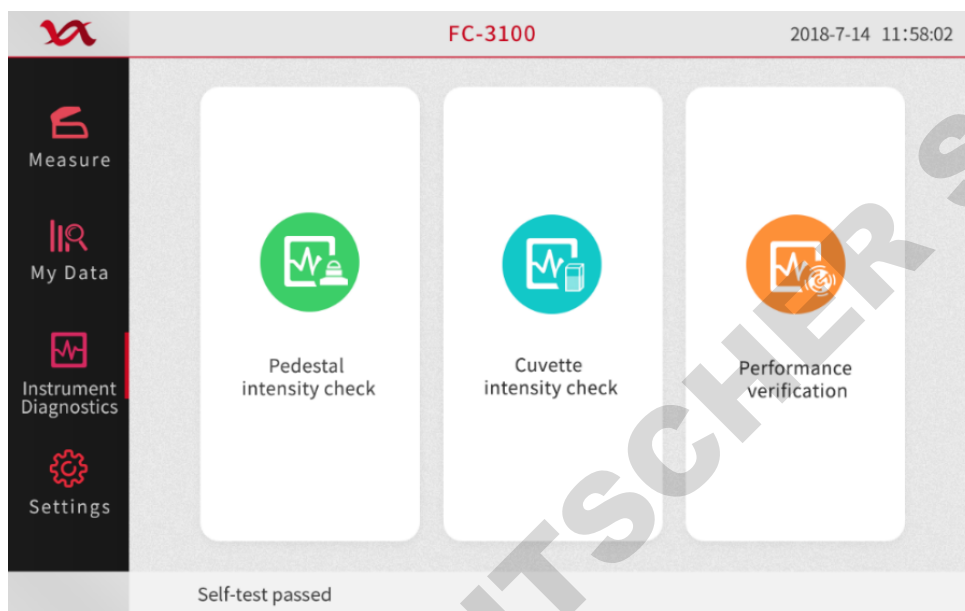 FC-3100
2018-7-14 11:58:02
Measure
My Data
Instrument
Diagnostics
Settings
Pedestal
intensity check
Cuvette
intensity check
Performance
verification
Self-test passed